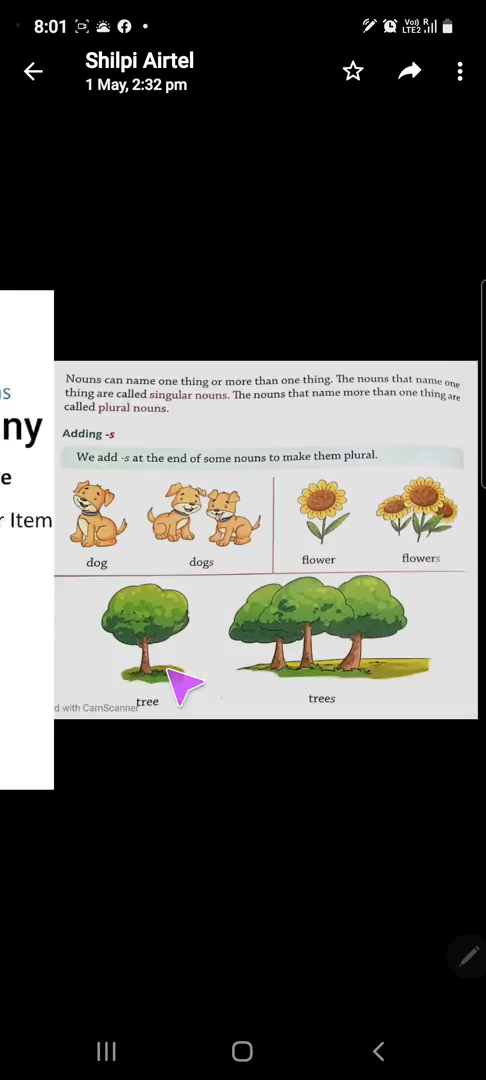 8:01
Vo) R
LTE2
Shilpi Airtel
1 May, 2:32 pm
s
ny
e
r Item
Nouns can name one thing or more than one thing. The nouns that name one
thing are called singular nouns. The nouns that name more than one thing are
called plural nouns.
Adding -s
We add -s at the end of some nouns to make them plural.
dog dogs flower flowers
d with CamScanner tree trees